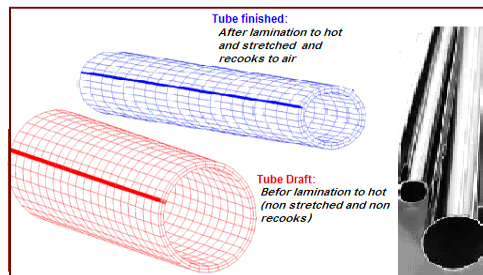 Tube finished:
After lamination to hot
and stretched and
recooks to air
Tube Draft:
Befor lamination to hot
(non stretched and non
recooks)